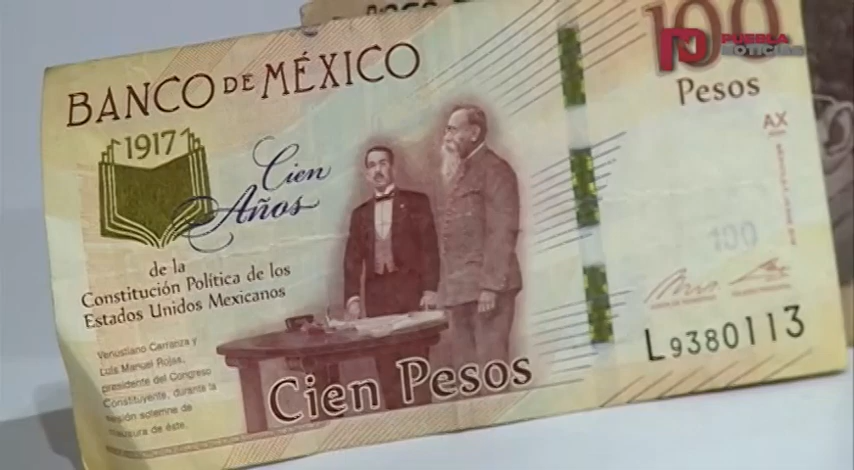 BANCO DE MÉXICO
100
Pesos
PUEBLA
NOTICIAS
1917
Cien
Años
de la
Constitución Política de los
Estados Unidos Mexicanos
Venustiano Carranza y
Luis Manuel Rojas,
presidente del Congreso
Constituyente, durante la
sesión solemne de
clausura de éste.
Cien Pesos
AX
100
L9380113